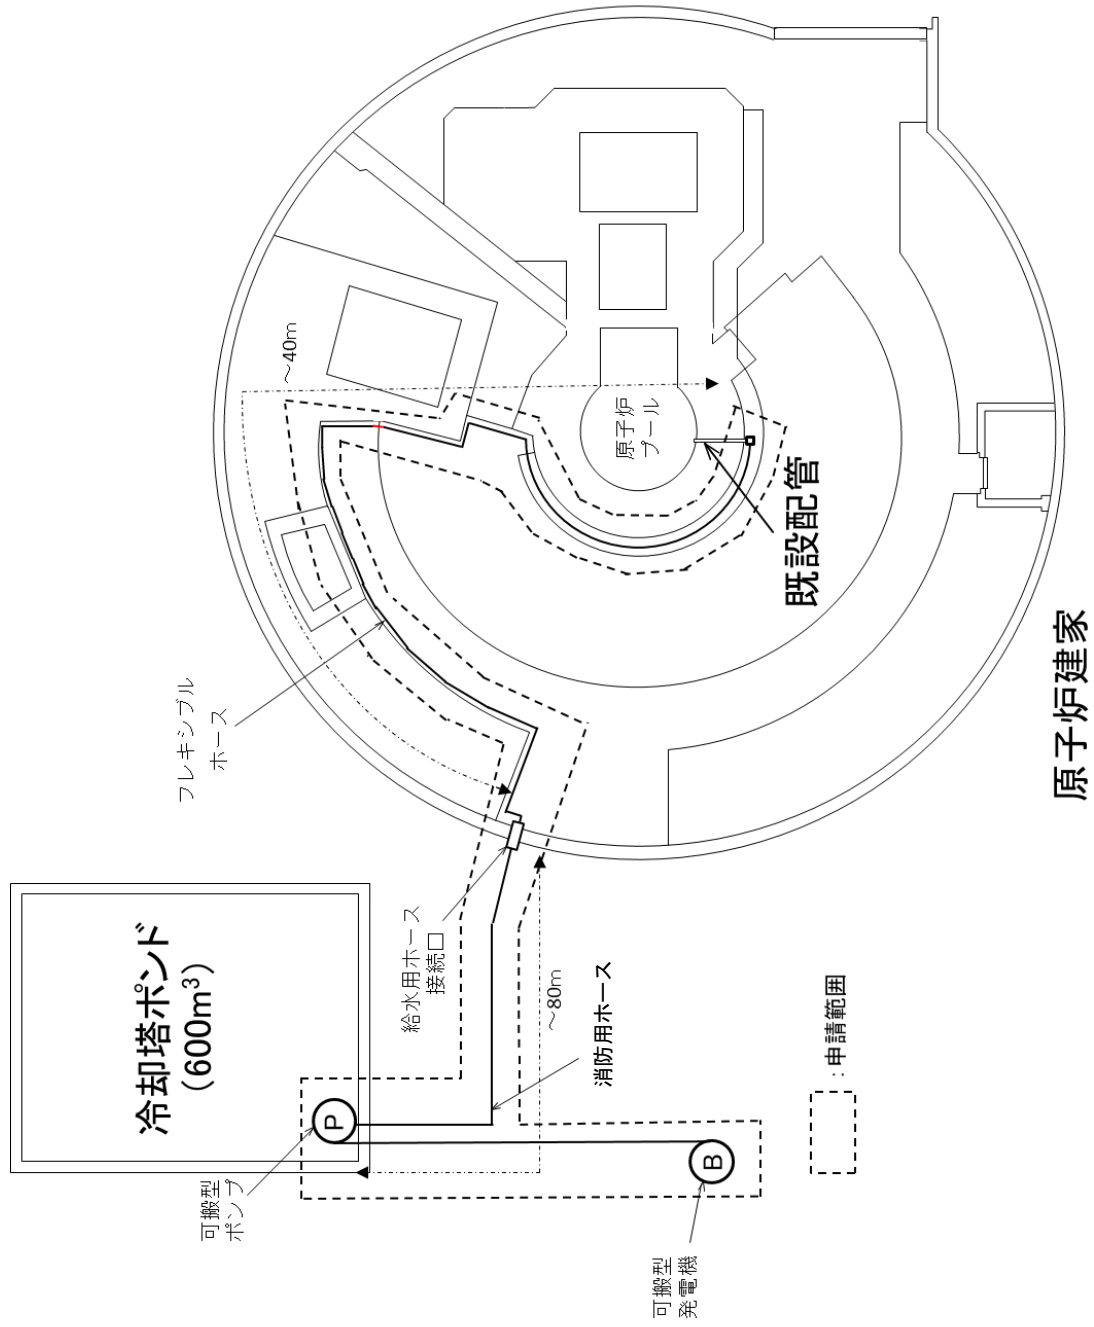 冷却塔ポンド
(600m³)
可搬型
ポンプ
P
可搬型
発電機
B
給水用ホース
接続口
消防用ホース
～80m
フレキシブル
ホース
～40m
原子炉
プール
既設配管
原子炉建家
：申請範囲